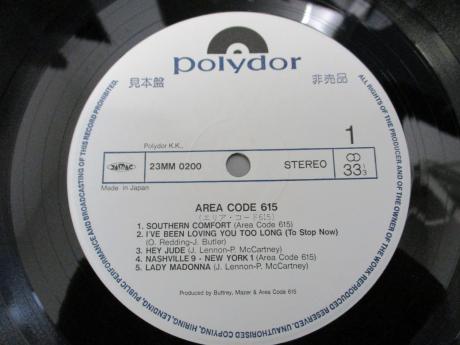 polydor
見本盤
非売品
Polydor K.K.,
1
23MM 0200
STEREO
33 1/3
Made in Japan
AREA CODE 615
(エリア・コード615)
1 SOUTHERN COMFORT (Area Code 615)
2 I'VE BEEN LOVING YOU TOO LONG (To Stop Now)
(O. Redding-J. Butler)
3 HEY JUDE (J. Lennon-P. McCartney)
4 NASHVILLE 9 - NEW YORK 1 (Area Code 615)
5 LADY MADONNA (J. Lennon-P. McCartney)
Produced by Buttrey, Mazer & Area Code 615
ALL RIGHTS OF THE PRODUCER AND OF THE OWNER OF THE WORK REPRODUCED RESERVED. UNAUTHORISED COPYING, HIRING, LENDING, PUBLIC PERFORMANCE AND BROADCASTING OF THIS RECORD PROHIBITED.